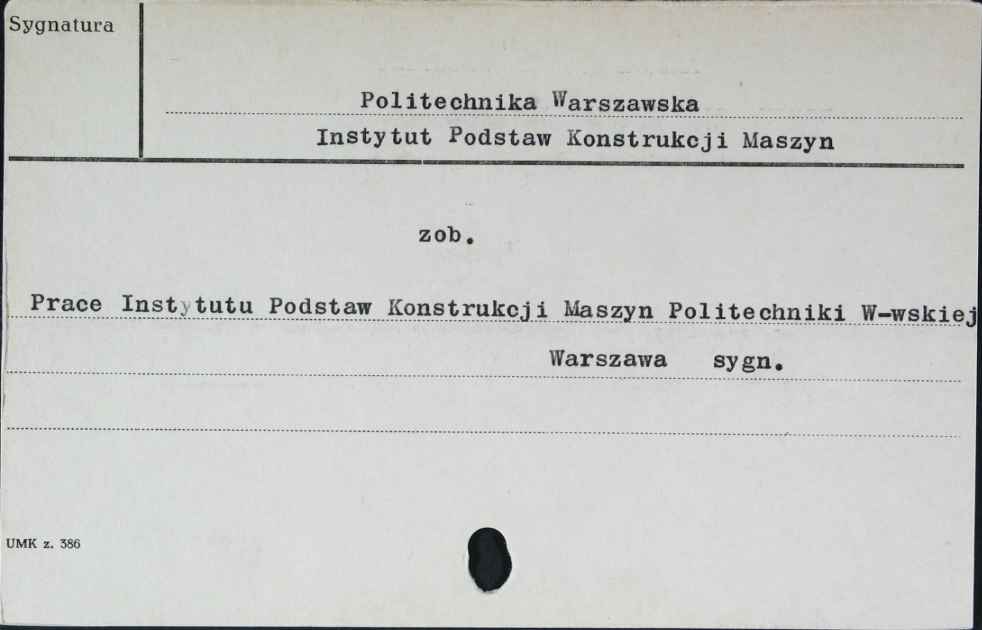 Sygnatura
Politechnika Warszawska
Instytut Podstaw Konstrukcji Maszyn
zob.
Prace Instytutu Podstaw Konstrukcji Maszyn Politechniki W-wskiej
Warszawa sygn.
UMK z. 386